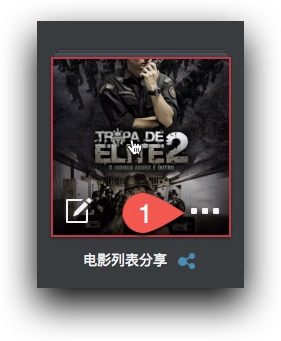 TROPA DE
ELITE 2
O INIMIGO AGORA É OUTRO
1
电影列表分享